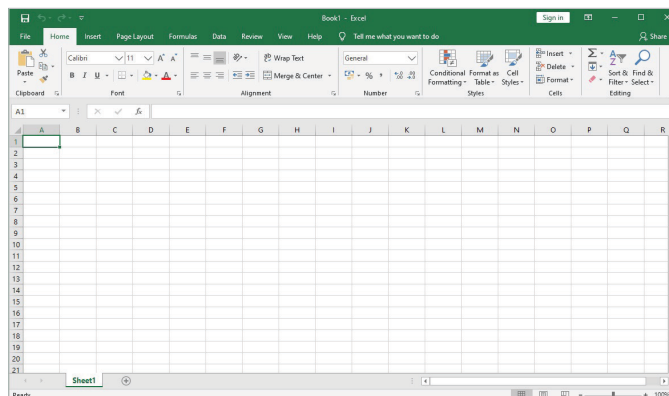 Book1 - Excel
Sign in
File Home Insert Page Layout Formulas Data Review View Help Tell me what you want to do Share
Calibri 11 A A Wrap Text General Insert
Paste B I U A Merge & Center % Conditional Formatting Format as Table Cell Styles Delete Format Sort & Filter Find & Select
Clipboard Font Alignment Number Styles Cells Editing
A1 fx
A B C D E F G H I J K L M N O P Q R
1
2
3
4
5
6
7
8
9
10
11
12
13
14
15
16
17
18
19
20
21
Sheet1
Ready 100%